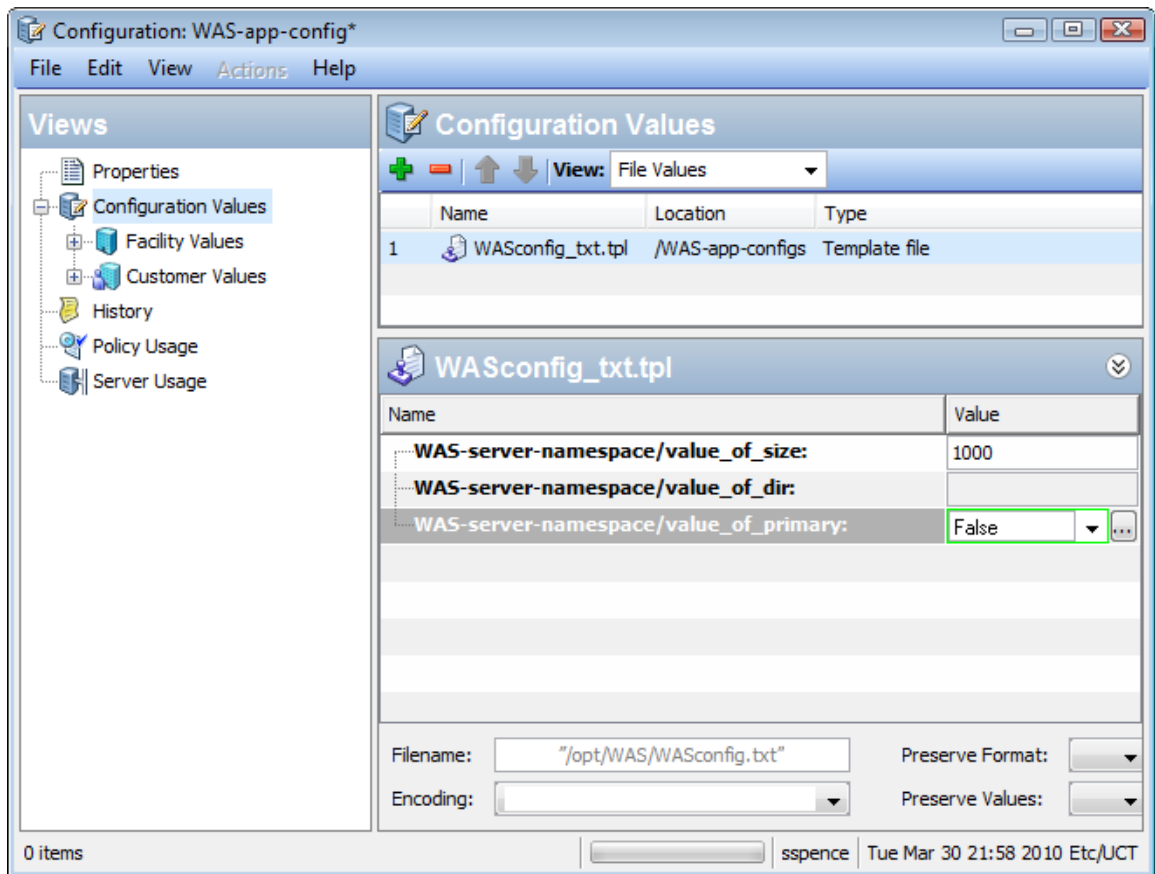 Configuration: WAS-app-config*
File Edit View Actions Help
Views
Properties
Configuration Values
Facility Values
Customer Values
History
Policy Usage
Server Usage
Configuration Values
View: File Values
Name Location Type
1 WASconfig_txt.tpl /WAS-app-configs Template file
WASconfig_txt.tpl
Name Value
WAS-server-namespace/value_of_size: 1000
WAS-server-namespace/value_of_dir:
WAS-server-namespace/value_of_primary: False ...
Filename: "/opt/WAS/WASconfig.txt" Preserve Format:
Encoding: Preserve Values:
0 items sspence Tue Mar 30 21:58 2010 Etc/UCT